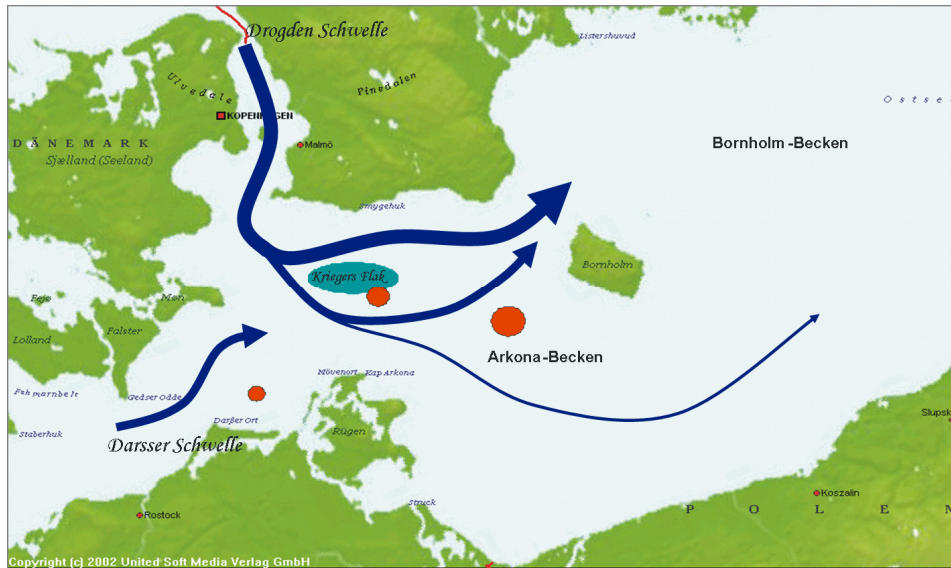 Drogden Schwelle
Listershuvud
Ulvedale
Pinedalen
Ostse
KOPENHAGEN
DÄNEMARK
Malmö
Bornholm-Becken
Sjælland (Seeland)
Smygehuk
Kriegers Flak
Bornholm
Fejø
Møn
Falster
Lolland
Arkona-Becken
Mövenort
Kap Arkona
Fehmarnbelt
Gedser Odde
Staberhuk
Darßer Ort
Rügen
Slupsk
Darsser Schwelle
Struck
Koszalin
Rostock
POLEN
Copyright (c) 2002 United Soft Media Verlag GmbH